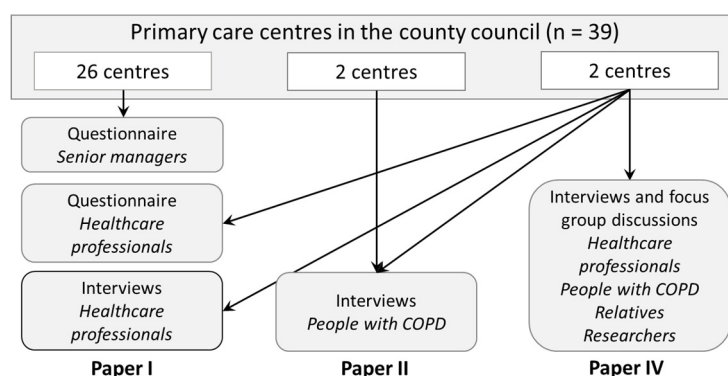 Primary care centres in the county council (n = 39)
26 centres
2 centres
2 centres
Questionnaire
Senior managers
Questionnaire
Healthcare
professionals
Interviews
Healthcare
professionals
Interviews
People with COPD
Interviews and focus
group discussions
Healthcare
professionals
People with COPD
Relatives
Researchers
Paper I
Paper II
Paper IV